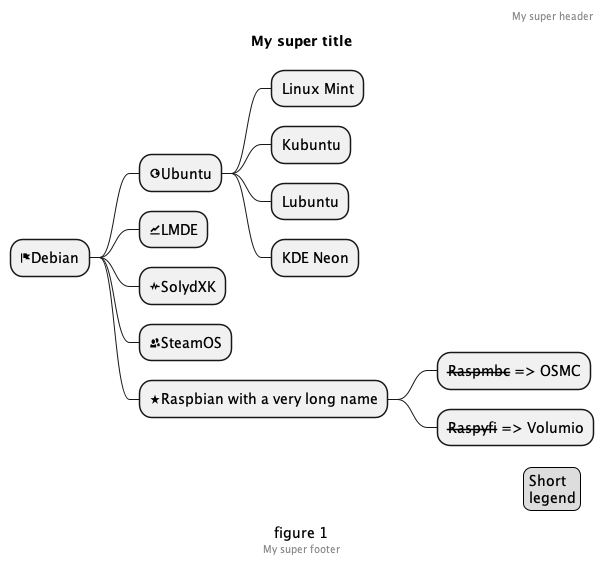 My super header
My super title
Debian
Ubuntu
Linux Mint
Kubuntu
Lubuntu
KDE Neon
LMDE
SolydXK
SteamOS
Raspbian with a very long name
Raspmbc => OSMC
Raspyfi => Volumio
Short
legend
figure 1
My super footer